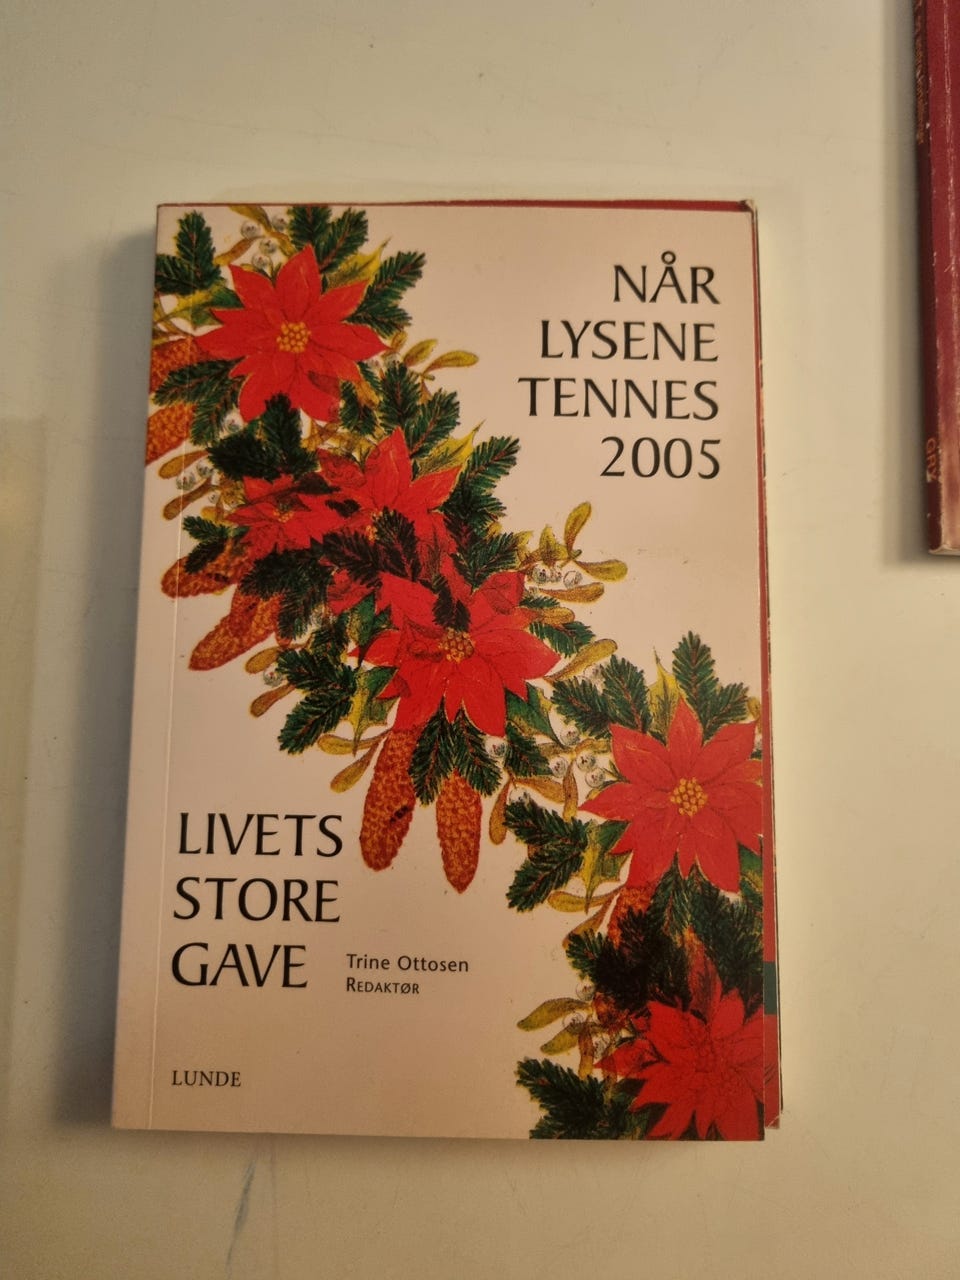 NÅR
LYSENE
TENNES
2005
LIVETS
STORE
GAVE
Trine Ottosen
REDAKTØR
LUNDE